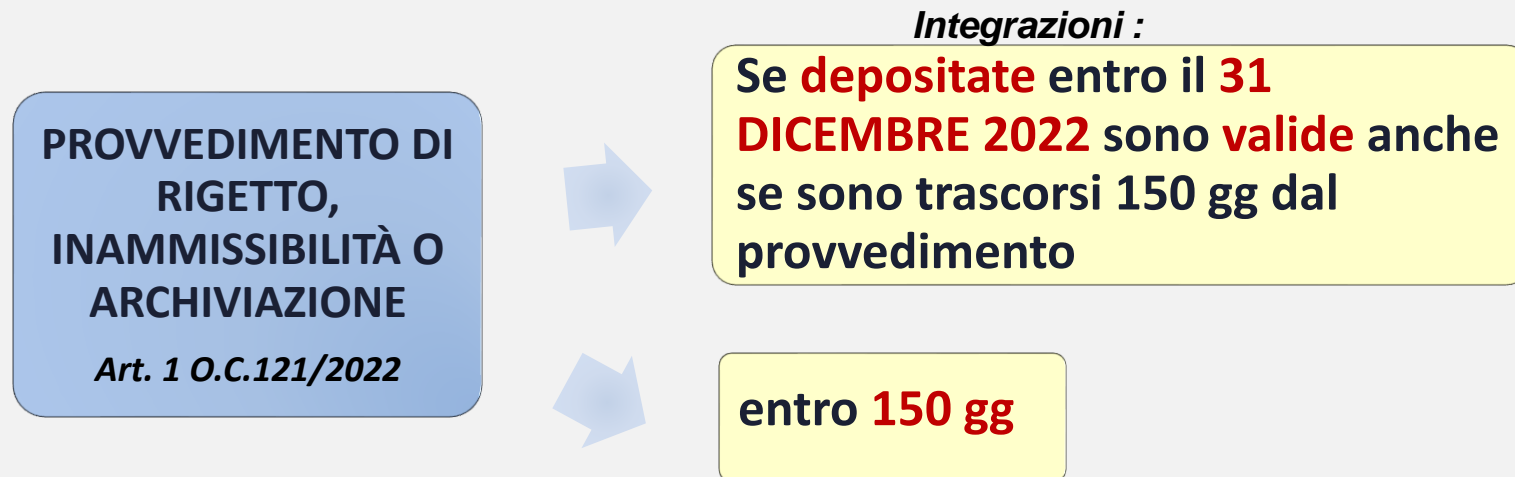 Integrazioni :
PROVVEDIMENTO DI
RIGETTO,
INAMMISSIBILITÀ O
ARCHIVIAZIONE
Art. 1 O.C.121/2022
Se depositate entro il 31
DICEMBRE 2022 sono valide anche
se sono trascorsi 150 gg dal
provvedimento
entro 150 gg